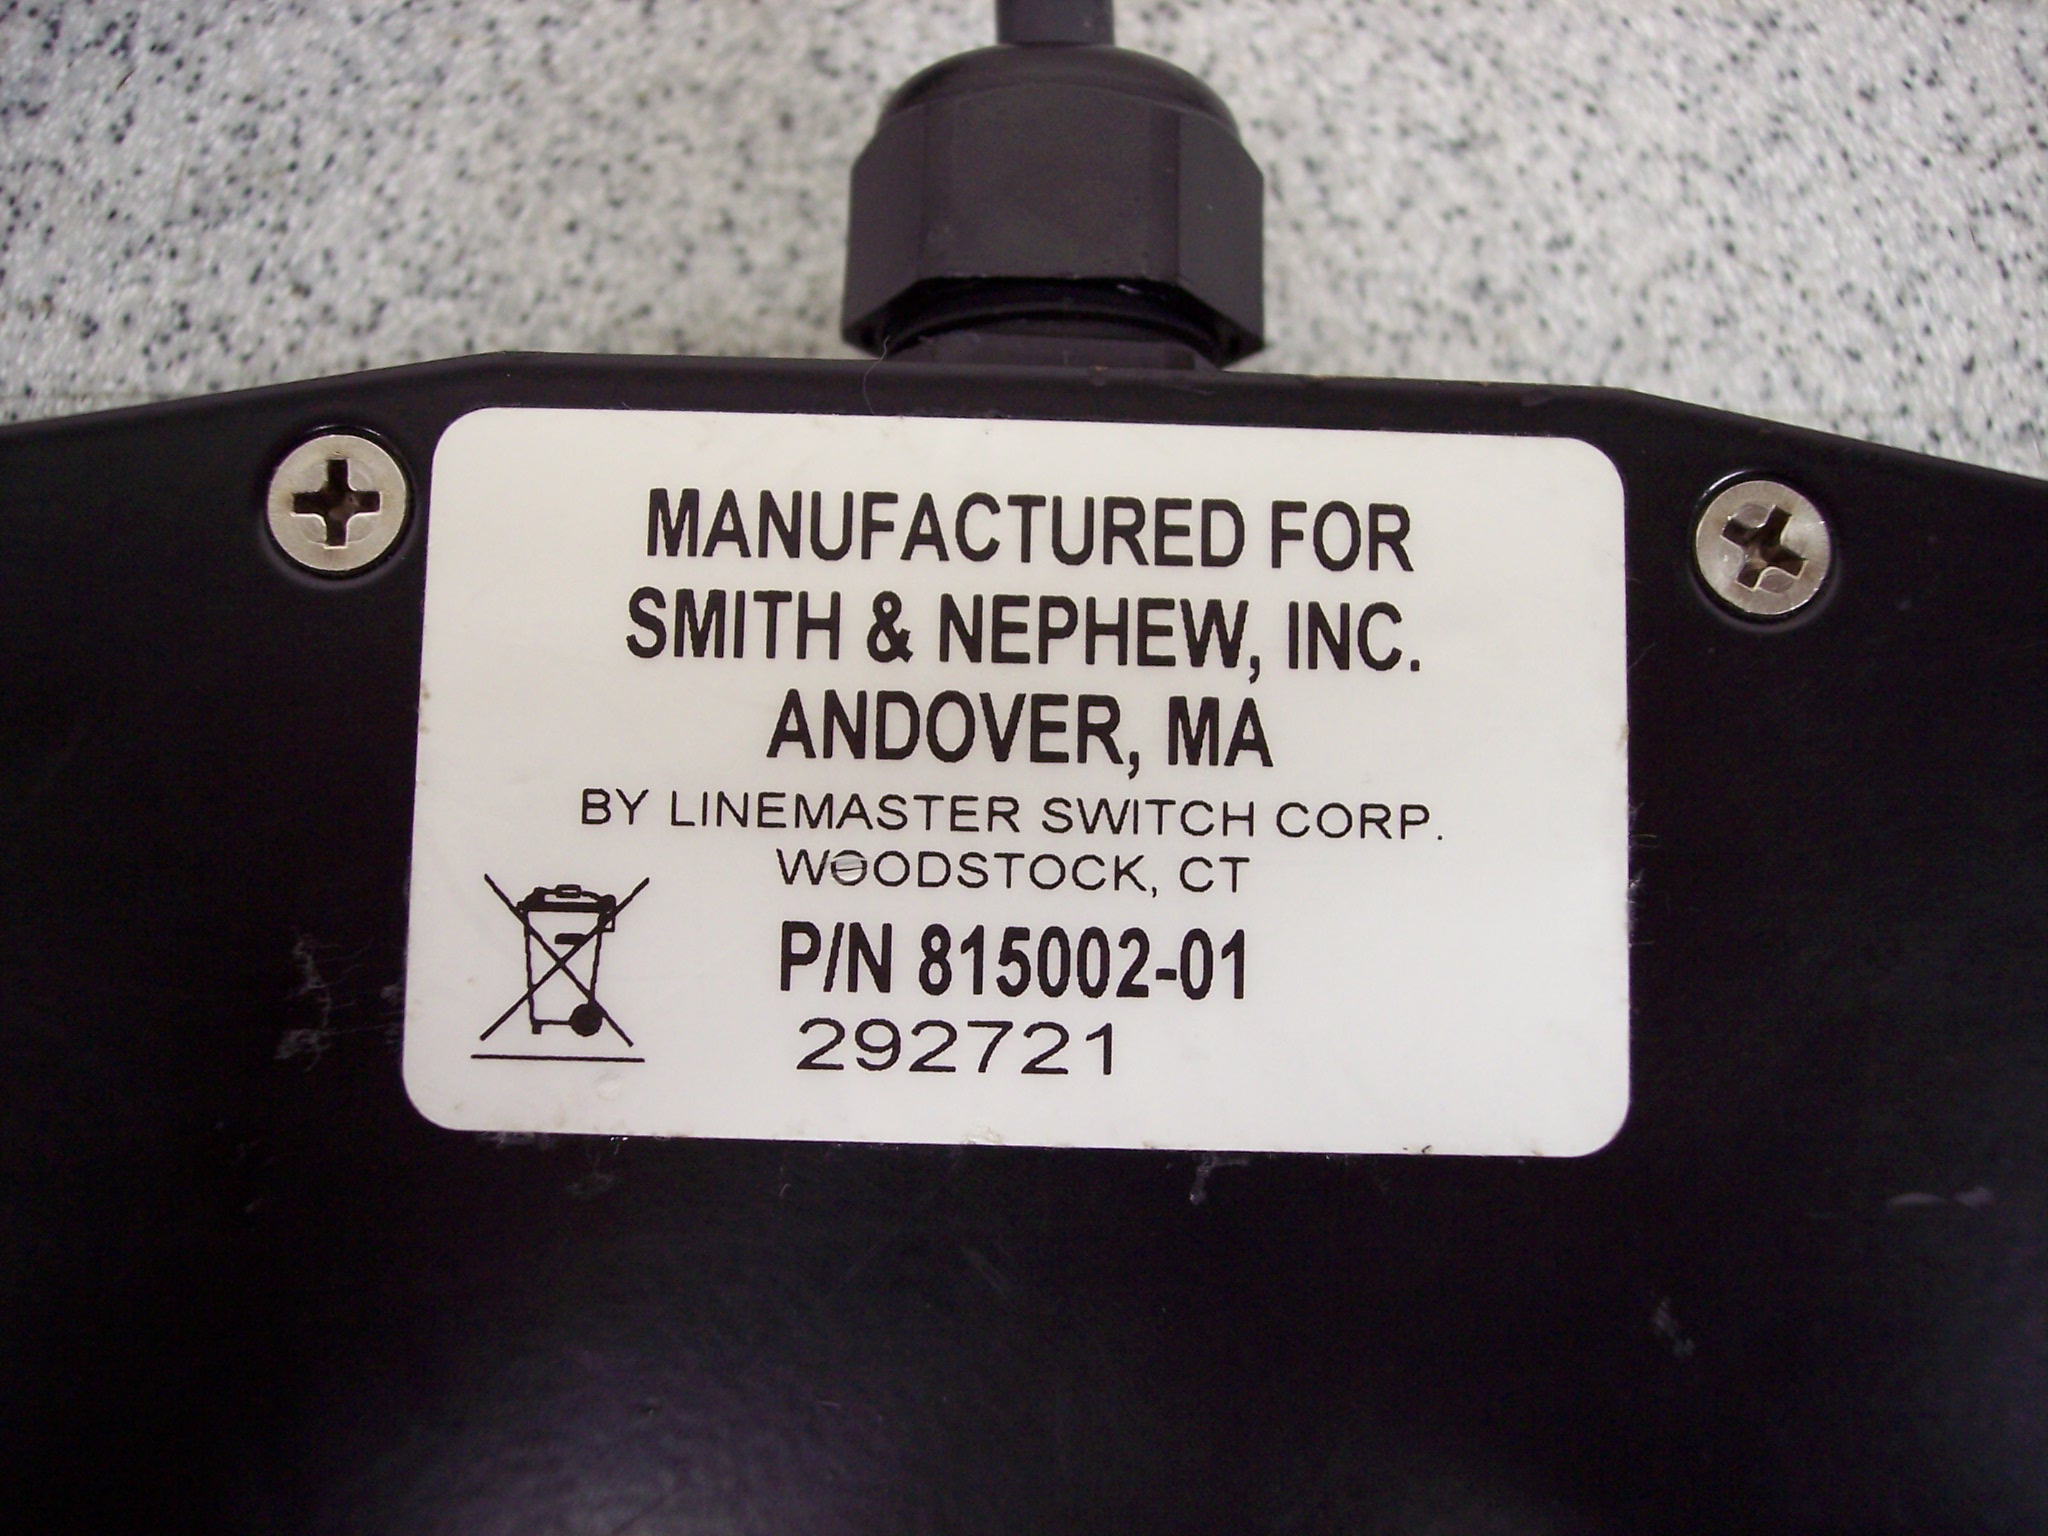 MANUFACTURED FOR
SMITH & NEPHEW, INC.
ANDOVER, MA
BY LINEMASTER SWITCH CORP.
WOODSTOCK, CT
P/N 815002-01
292721